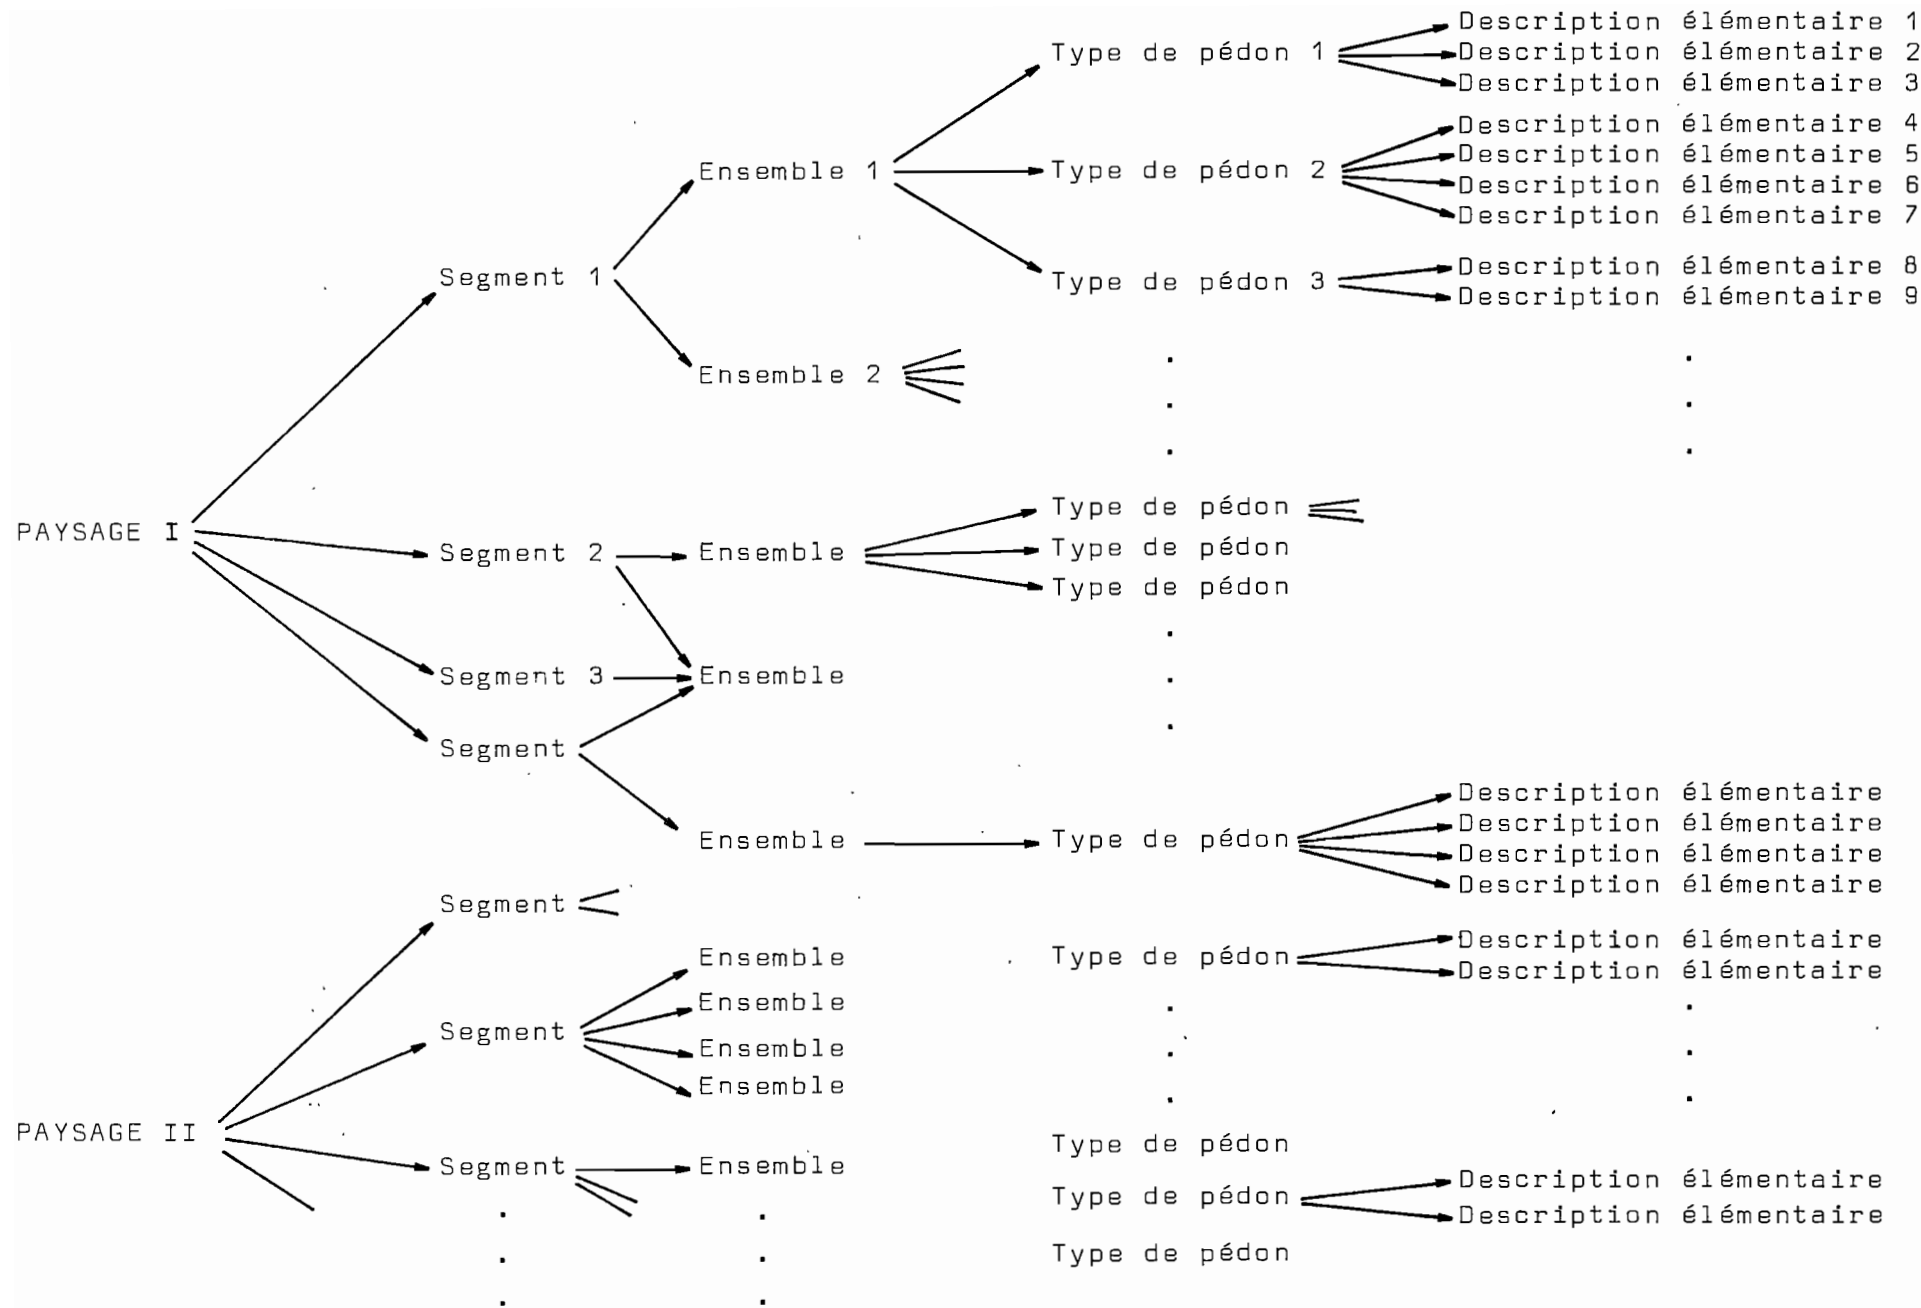 Description élémentaire 1
Type de pédon 1
Description élémentaire 2
Description élémentaire 3
Description élémentaire 4
Description élémentaire 5
Ensemble 1
Type de pédon 2
Description élémentaire 6
Description élémentaire 7
Description élémentaire 8
Segment 1
Type de pédon 3
Description élémentaire 9
Ensemble 2
Type de pédon
PAYSAGE I
Segment 2
Ensemble
Type de pédon
Type de pédon
Segment 3
Ensemble
Segment
Description élémentaire
Description élémentaire
Ensemble
Type de pédon
Description élémentaire
Description élémentaire
Segment
Description élémentaire
Ensemble
Type de pédon
Description élémentaire
Ensemble
Segment
Ensemble
Ensemble
PAYSAGE II
Type de pédon
Segment
Ensemble
Description élémentaire
Type de pédon
Description élémentaire
Type de pédon